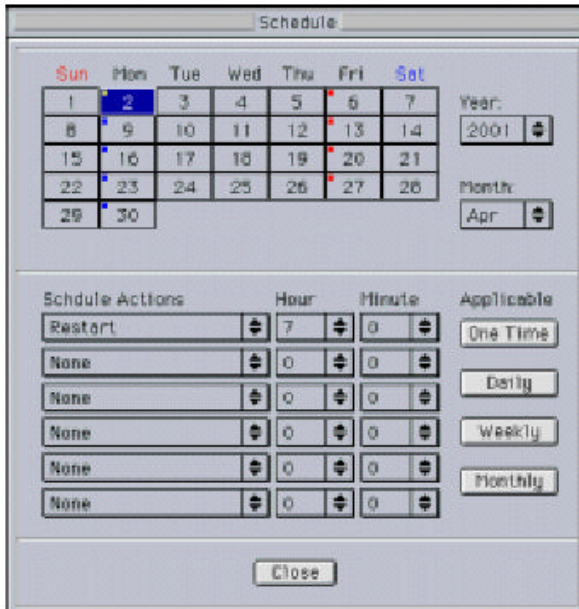 Schedule
Sun Mon Tue Wed Thu Fri Sat
1 2 3 4 5 6 7
Year:
8 9 10 11 12 13 14
2001
15 16 17 18 19 20 21
22 23 24 25 26 27 28
Month:
29 30
Apr
Schdule Actions Hour Minute Applicable
Restart 7 0 One Time
None 0 0
None 0 0 Daily
None 0 0 Weekly
None 0 0 Monthly
None 0 0
Close